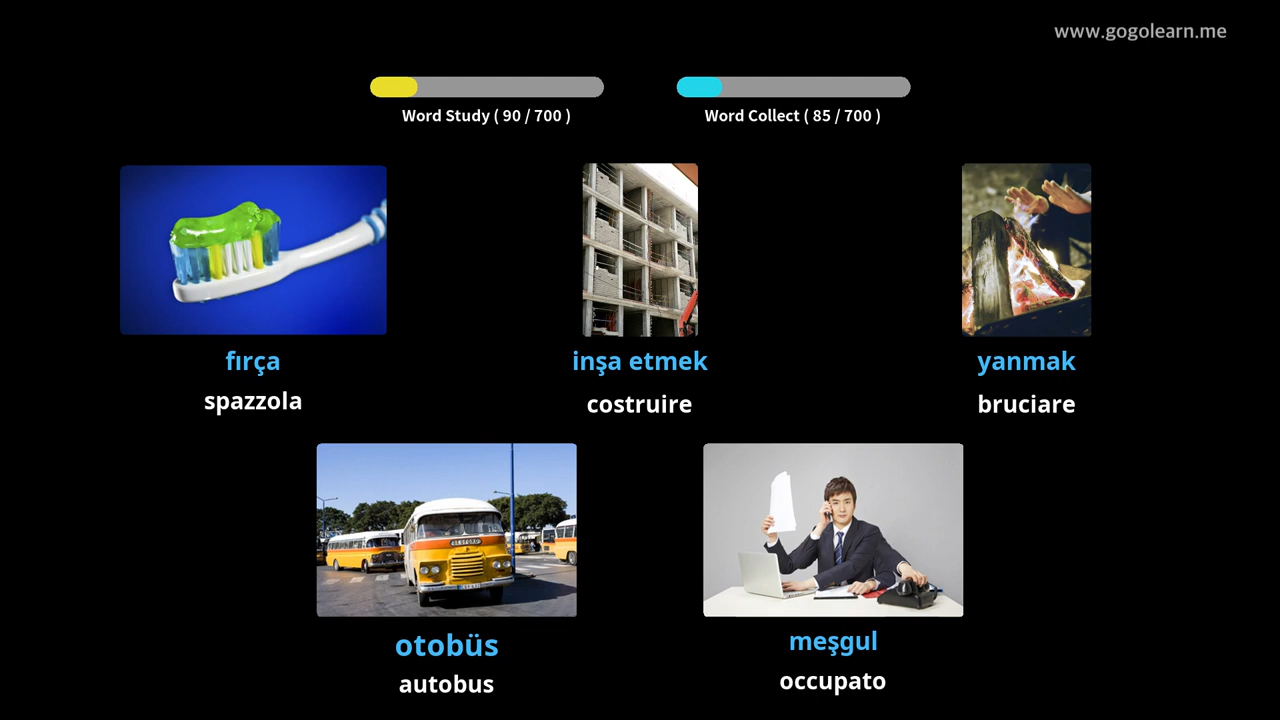 www.gogolearn.me
Word Study ( 90 / 700 )
Word Collect ( 85 / 700 )
fırça
inşa etmek
yanmak
spazzola
costruire
bruciare
BEDFORD
otobüs
meşgul
autobus
occupato